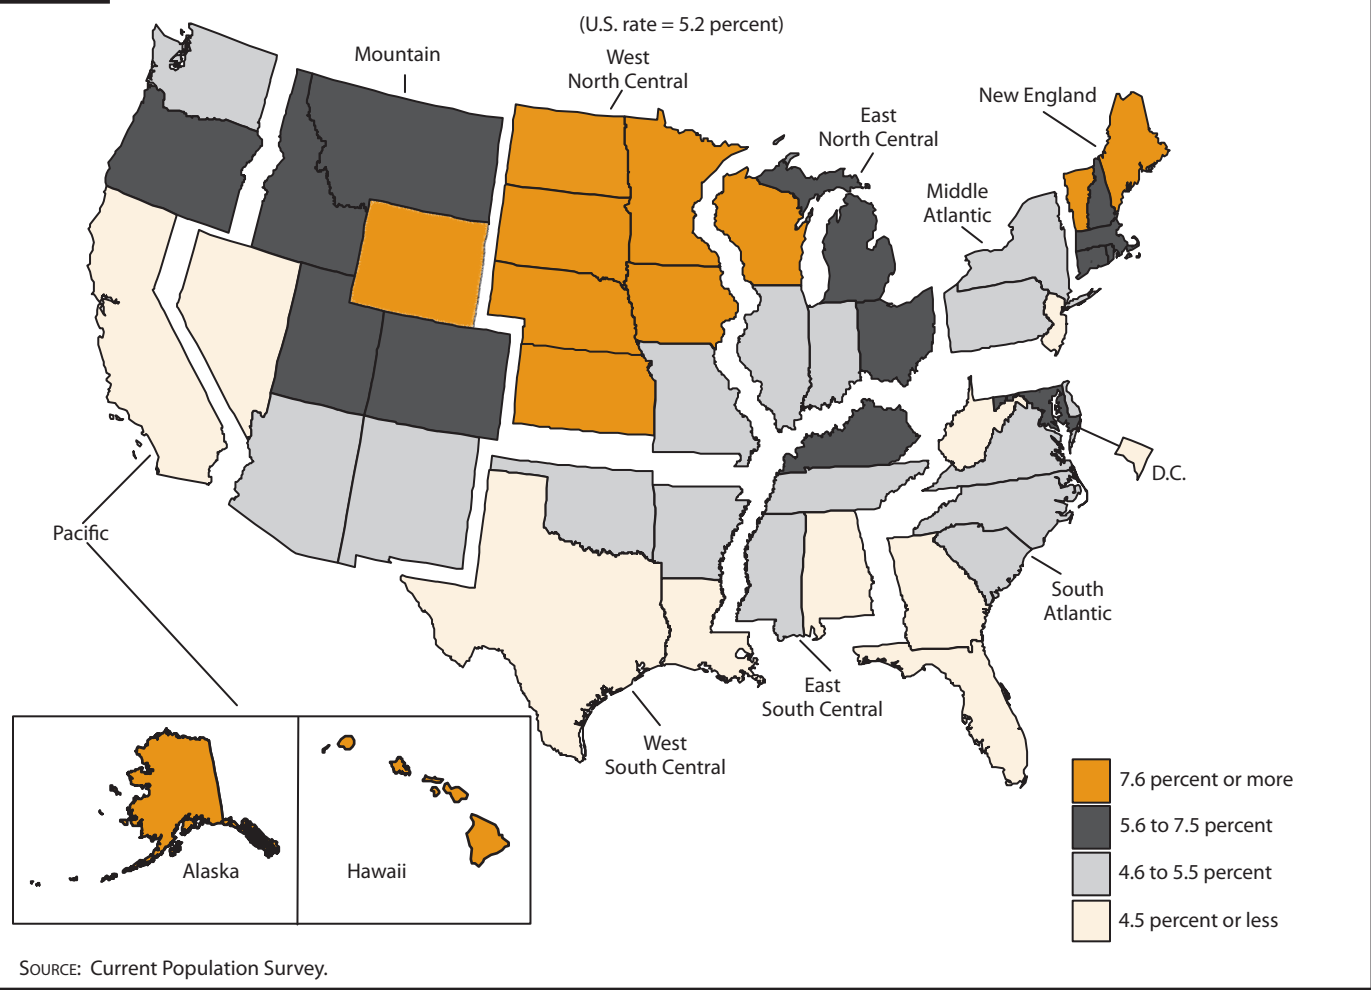 (U.S. rate = 5.2 percent)
Mountain
West
North Central
New England
East
North Central
Middle
Atlantic
D.C.
Pacific
South
Atlantic
East
South Central
West
South Central
Alaska
Hawaii
7.6 percent or more
5.6 to 7.5 percent
4.6 to 5.5 percent
4.5 percent or less
SOURCE: Current Population Survey.